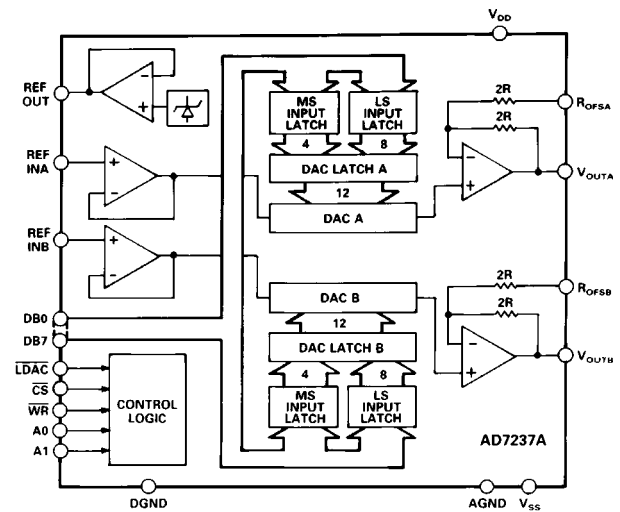 VDD
REF
OUT
MS
INPUT
LATCH
LS
INPUT
LATCH
2R
ROFSA
2R
4
8
REF
INA
DAC LATCH A
12
VOUTA
DAC A
REF
INB
2R
ROFSB
DAC B
2R
12
DB0
DB7
DAC LATCH B
VOUTB
4
8
LDAC
CS
WR
A0
A1
CONTROL
LOGIC
MS
INPUT
LATCH
LS
INPUT
LATCH
AD7237A
DGND
AGND
VSS